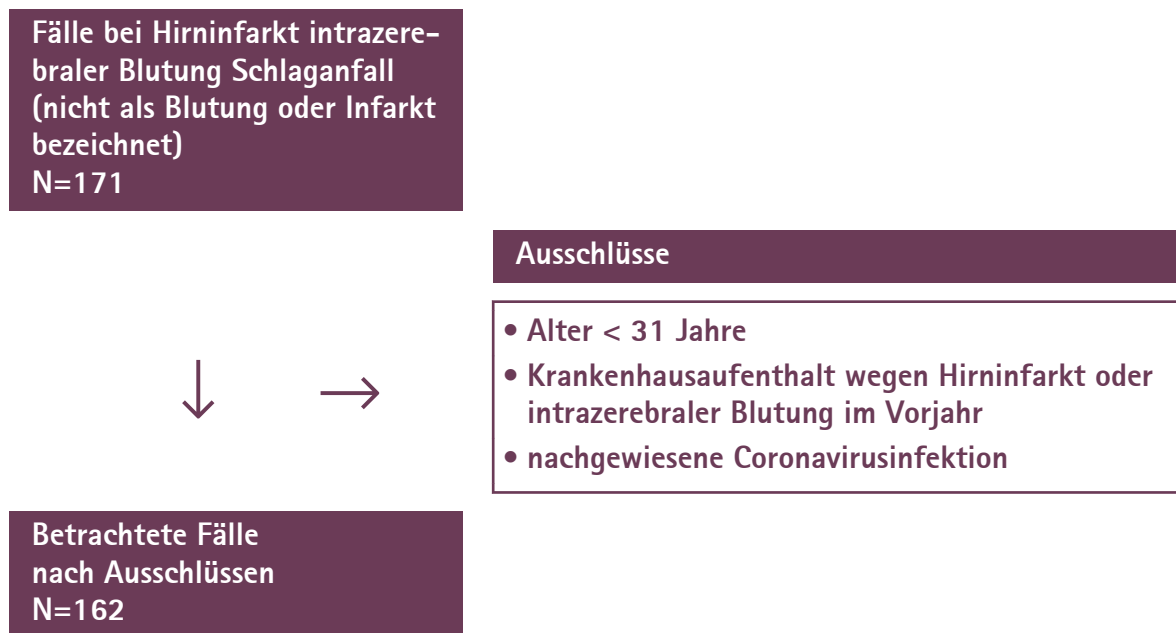 Fälle bei Hirninfarkt intrazere-
braler Blutung Schlaganfall
(nicht als Blutung oder Infarkt
bezeichnet)
N=171
Ausschlüsse
• Alter < 31 Jahre
• Krankenhausaufenthalt wegen Hirninfarkt oder
intrazerebraler Blutung im Vorjahr
• nachgewiesene Coronavirusinfektion
Betrachtete Fälle
nach Ausschlüssen
N=162